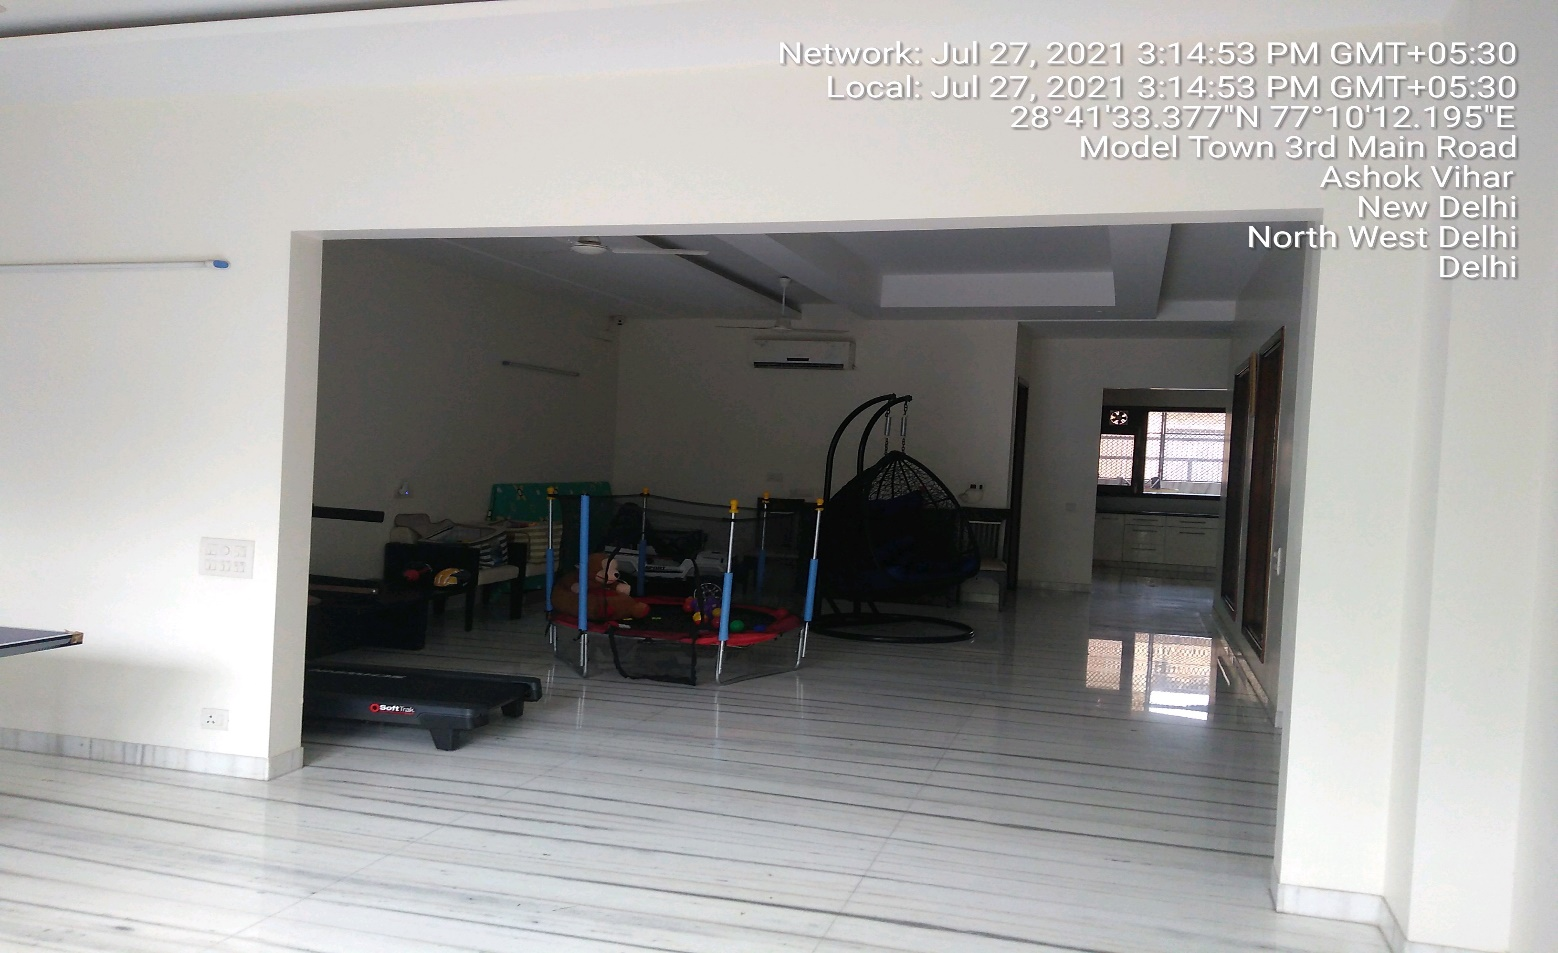 Network: Jul 27, 2021 3:14:53 PM GMT+05:30
Local: Jul 27, 2021 3:14:53 PM GMT+05:30
28°41'33.377"N 77°10'12.195"E
Model Town 3rd Main Road
Ashok Vihar
New Delhi
North West Delhi
Delhi
SoftTrak